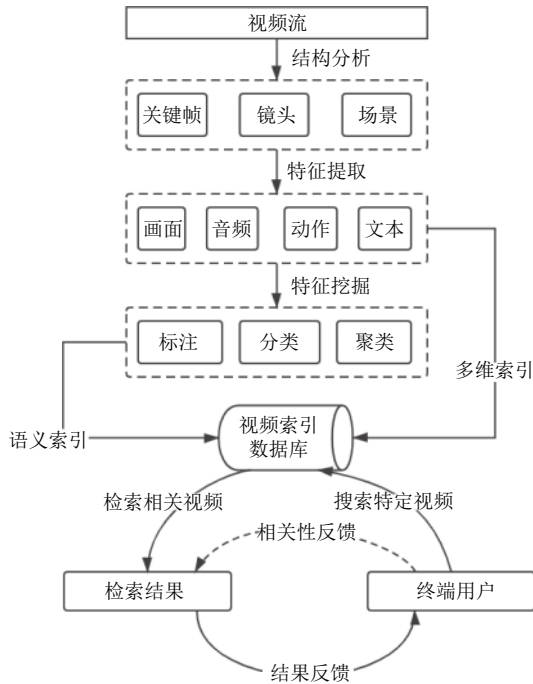 视频流
结构分析
关键帧 镜头 场景
特征提取
画面 音频 动作 文本
特征挖掘
标注 分类 聚类
多维索引
语义索引
视频索引
数据库
检索相关视频 搜索特定视频
相关性反馈
检索结果 终端用户
结果反馈